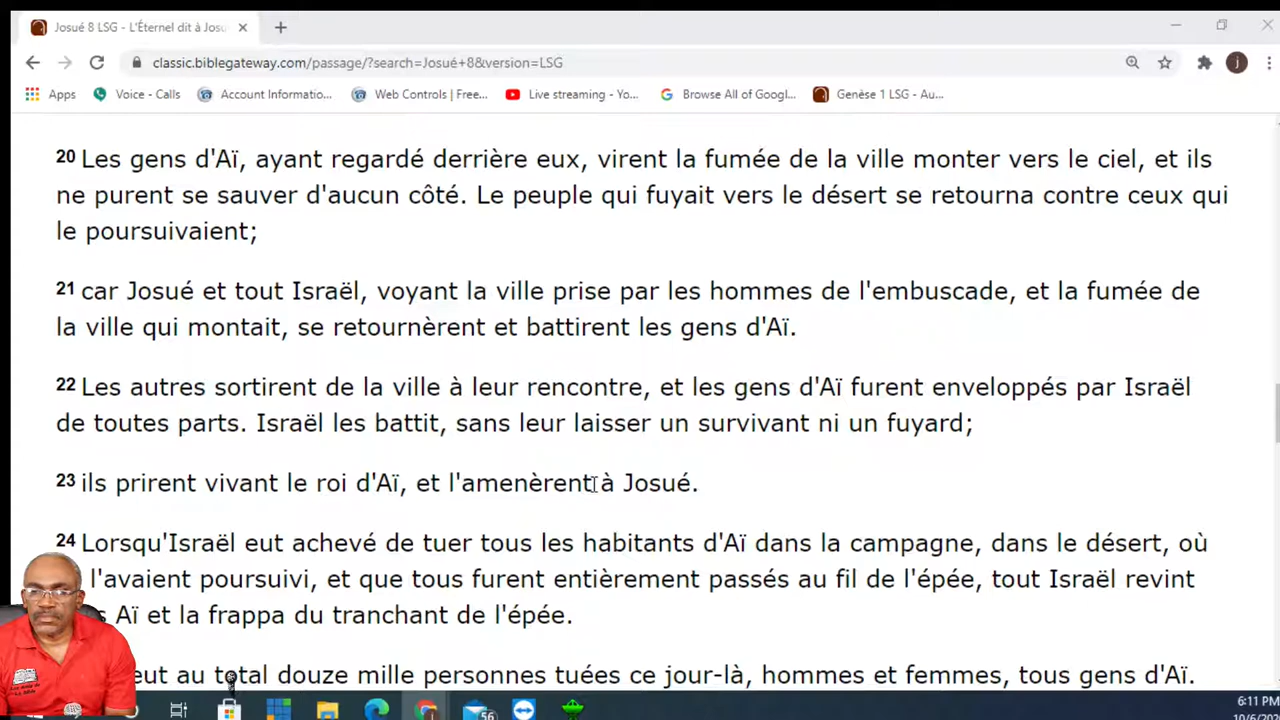 Josué 8 LSG - L'Éternel dit à Josu
classic.biblegateway.com/passage/?search=Josué+8&version=LSG
Apps Voice - Calls Account Informatio... Web Controls | Free... Live streaming - Yo... Browse All of Googl... Genèse 1 LSG - Au...
20 Les gens d'Aï, ayant regardé derrière eux, virent la fumée de la ville monter vers le ciel, et ils
ne purent se sauver d'aucun côté. Le peuple qui fuyait vers le désert se retourna contre ceux qui
le poursuivaient;
21 car Josué et tout Israël, voyant la ville prise par les hommes de l'embuscade, et la fumée de
la ville qui montait, se retournèrent et battirent les gens d'Aï.
22 Les autres sortirent de la ville à leur rencontre, et les gens d'Aï furent enveloppés par Israël
de toutes parts. Israël les battit, sans leur laisser un survivant ni un fuyard;
23 ils prirent vivant le roi d'Aï, et l'amenèrent à Josué.
24 Lorsqu'Israël eut achevé de tuer tous les habitants d'Aï dans la campagne, dans le désert, où
l'avaient poursuivi, et que tous furent entièrement passés au fil de l'épée, tout Israël revint
Aï et la frappa du tranchant de l'épée.
eut au total douze mille personnes tuées ce jour-là, hommes et femmes, tous gens d'Aï.
56
6:11 PM